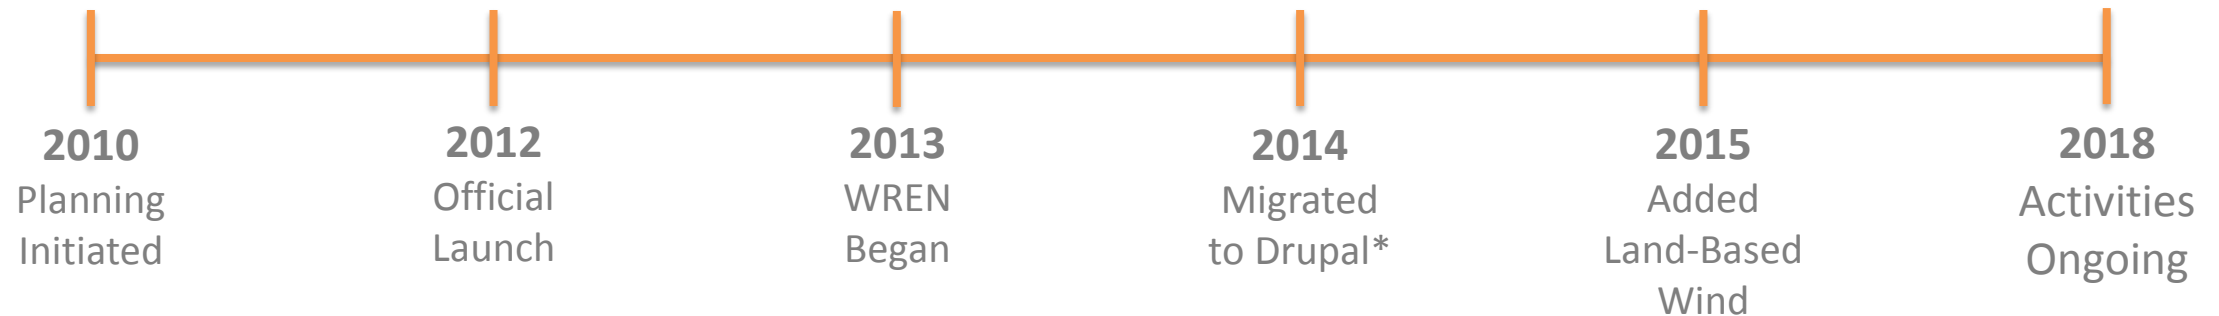 2010
Planning
Initiated
2012
Official
Launch
2013
WREN
Began
2014
Migrated
to Drupal*
2015
Added
Land-Based
Wind
2018
Activities
Ongoing